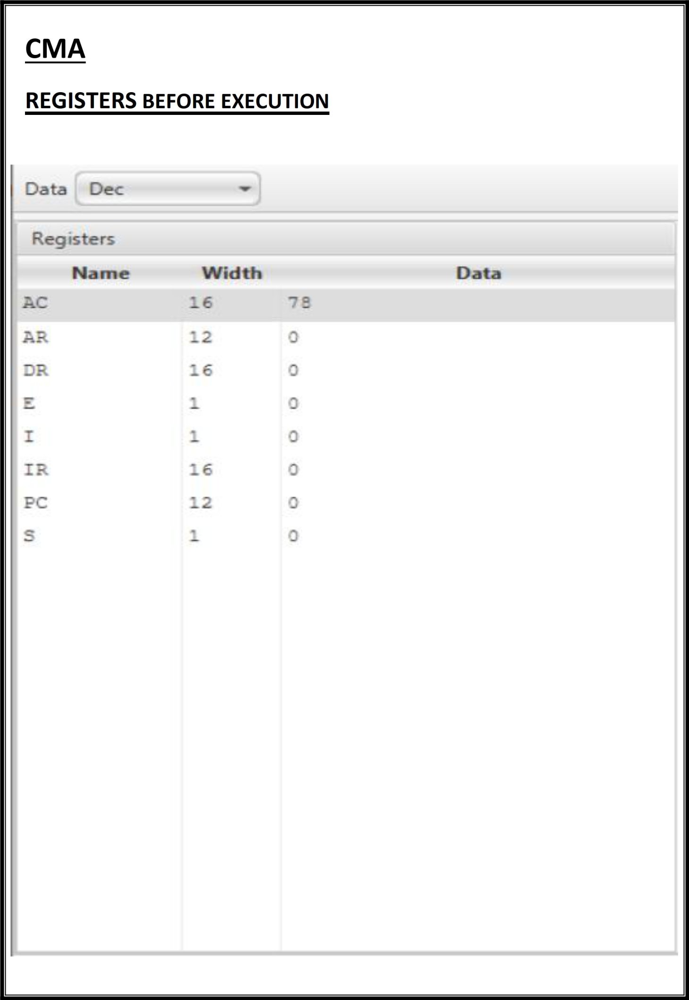 CMA
REGISTERS BEFORE EXECUTION
Data Dec
Registers
Name Width Data
AC 16 78
AR 12 0
DR 16 0
E 1 0
I 1 0
IR 16 0
PC 12 0
S 1 0